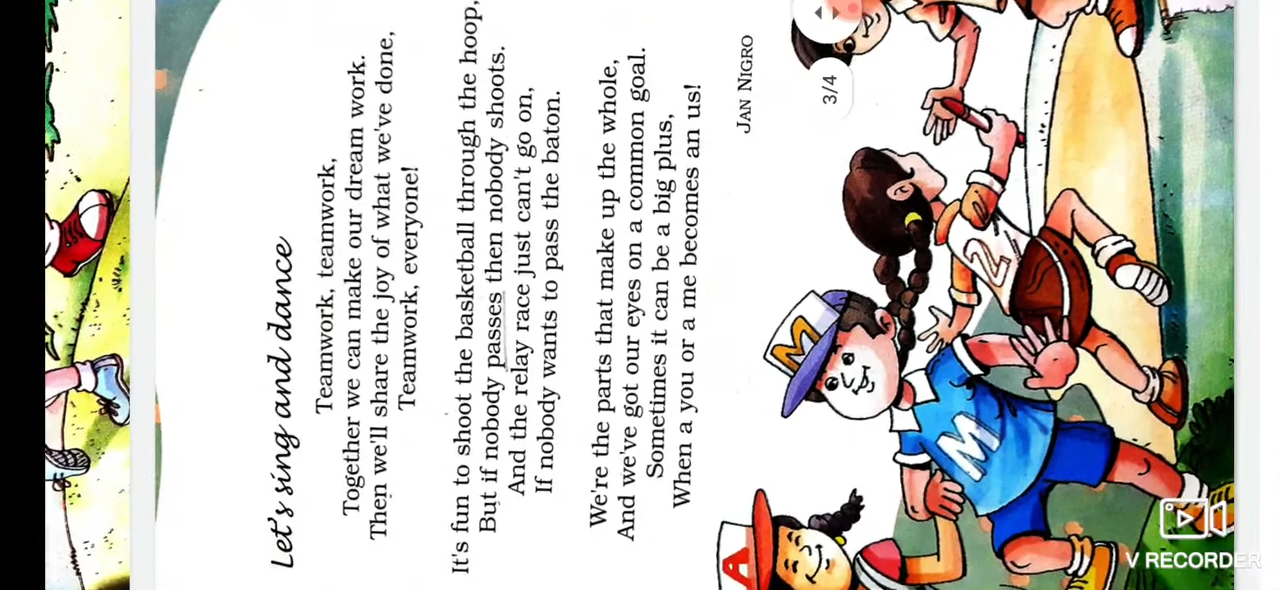 Let's sing and dance
Teamwork, teamwork,
Together we can make our dream work.
Then we'll share the joy of what we've done,
Teamwork, everyone!
It's fun to shoot the basketball through the hoop,
But if nobody passes then nobody shoots.
And the relay race just can't go on,
If nobody wants to pass the baton.
We're the parts that make up the whole,
And we've got our eyes on a common goal.
Sometimes it can be a big plus,
When a you or a me becomes an us!
JAN NIGRO
3/4
M
M
2
A
V RECORDER